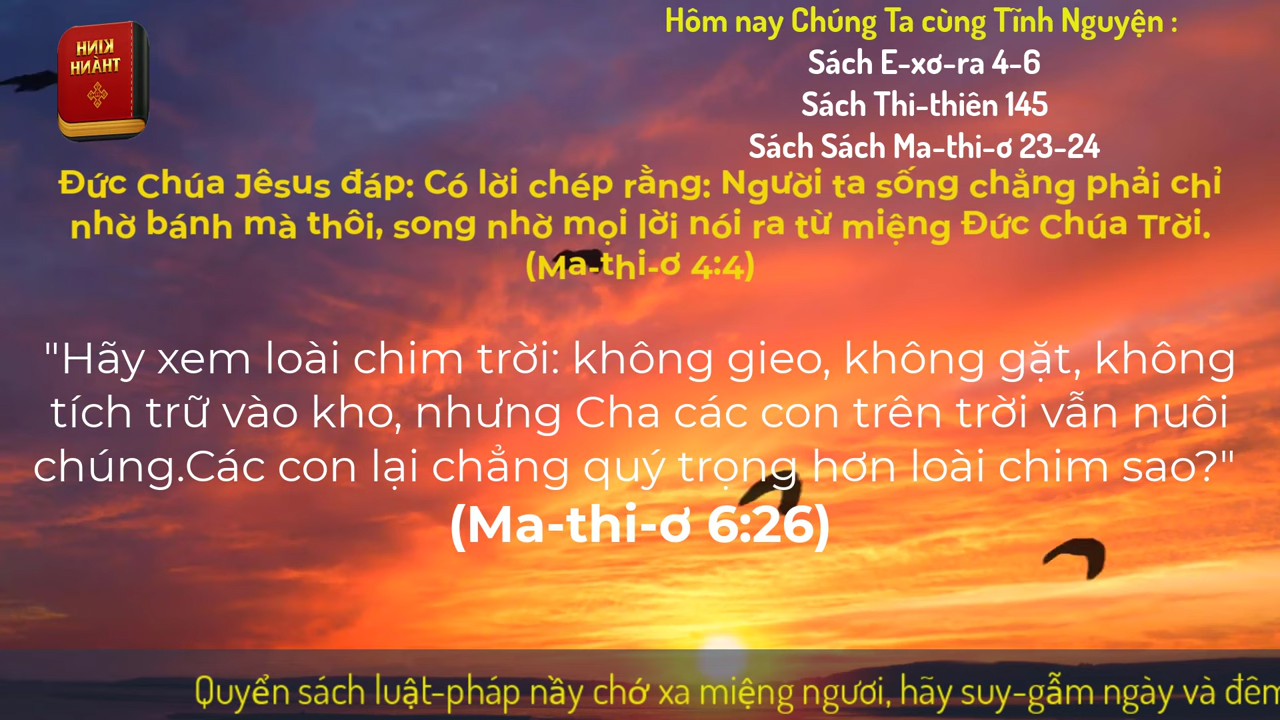 Hôm nay Chúng Ta cùng Tĩnh Nguyện :
Sách E-xơ-ra 4-6
Sách Thi-thiên 145
Sách Sách Ma-thi-ơ 23-24
KINH
THÀNH
Đức Chúa Jêsus đáp: Có lời chép rằng: Người ta sống chẳng phải chỉ
nhờ bánh mà thôi, song nhờ mọi lời nói ra từ miệng Đức Chúa Trời.
(Ma-thi-ơ 4:4)
"Hãy xem loài chim trời: không gieo, không gặt, không
tích trữ vào kho, nhưng Cha các con trên trời vẫn nuôi
chúng.Các con lại chẳng quý trọng hơn loài chim sao?"
(Ma-thi-ơ 6:26)
Quyển sách luật-pháp nầy chớ xa miệng ngươi, hãy suy-gẫm ngày và đêm